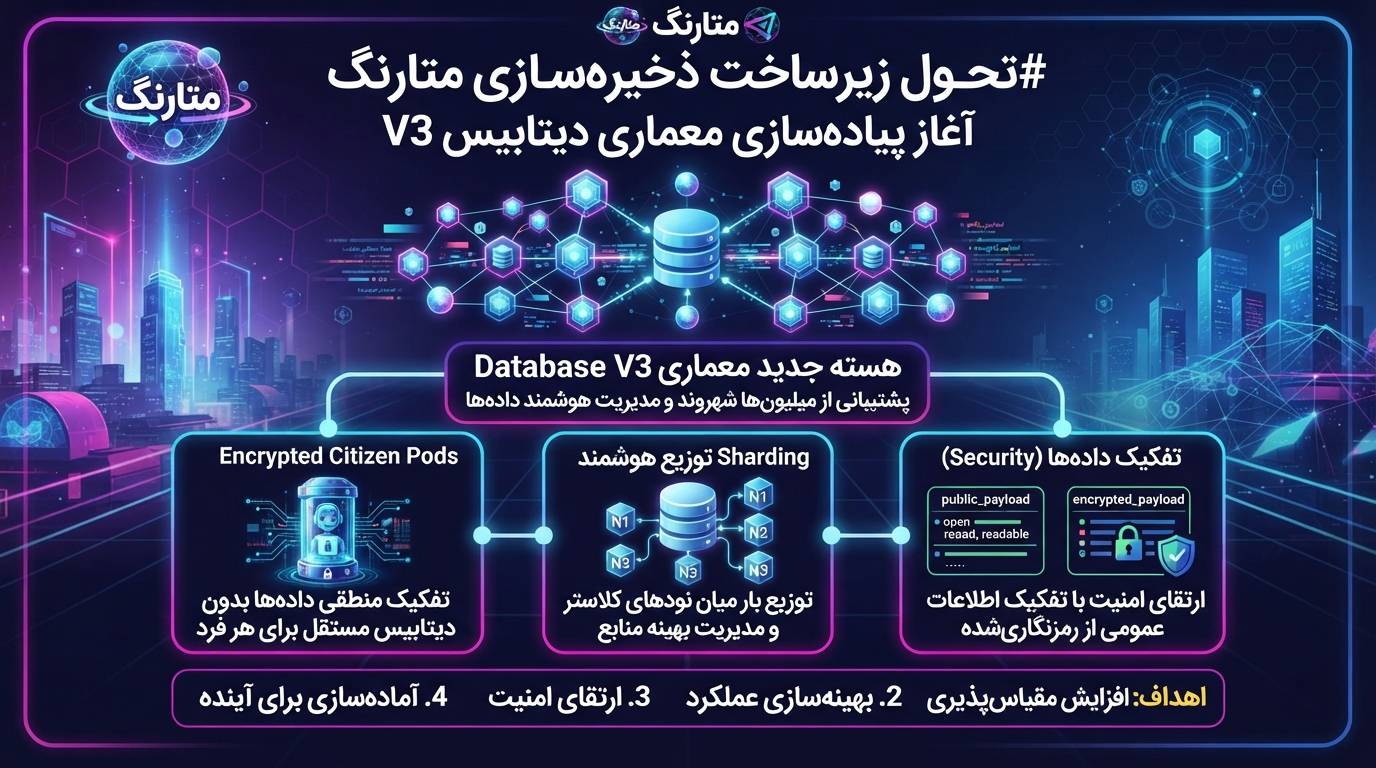 متارنگ
#تحول زیرساخت ذخیره‌سازی متارنگ
آغاز پیاده‌سازی معماری دیتابیس V3
متارنگ
هسته جدید معماری Database V3
پشتیبانی از میلیون‌ها شهروند و مدیریت هوشمند داده‌ها
تفکیک داده‌ها (Security)
public_payload
open
reaad, readable
.....
encrypted_payload
ارتقای امنیت با تفکیک اطلاعات
عمومی از رمزنگاری‌شده
Sharding توزیع هوشمند
N1
N1
N2
N3
N9
توزیع بار میان نودهای کلاستر
و مدیریت بهینه منابع
Encrypted Citizen Pods
تفکیک منطقی داده‌ها بدون
دیتابیس مستقل برای هر فرد
اهداف: افزایش مقیاس‌پذیری 2. بهینه‌سازی عملکرد 3. ارتقای امنیت 4. آماده‌سازی برای آینده